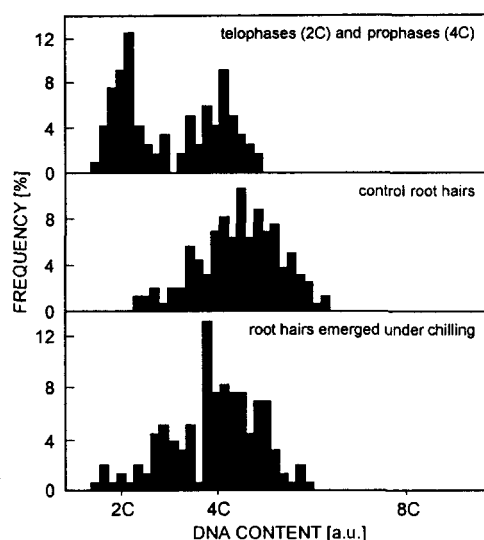 telophases (2C) and prophases (4C)
12
8
4
0
control root hairs
8
4
0
root hairs emerged under chilling
12
8
4
0
FREQUENCY [%]
2C 4C 8C
DNA CONTENT [a.u.]